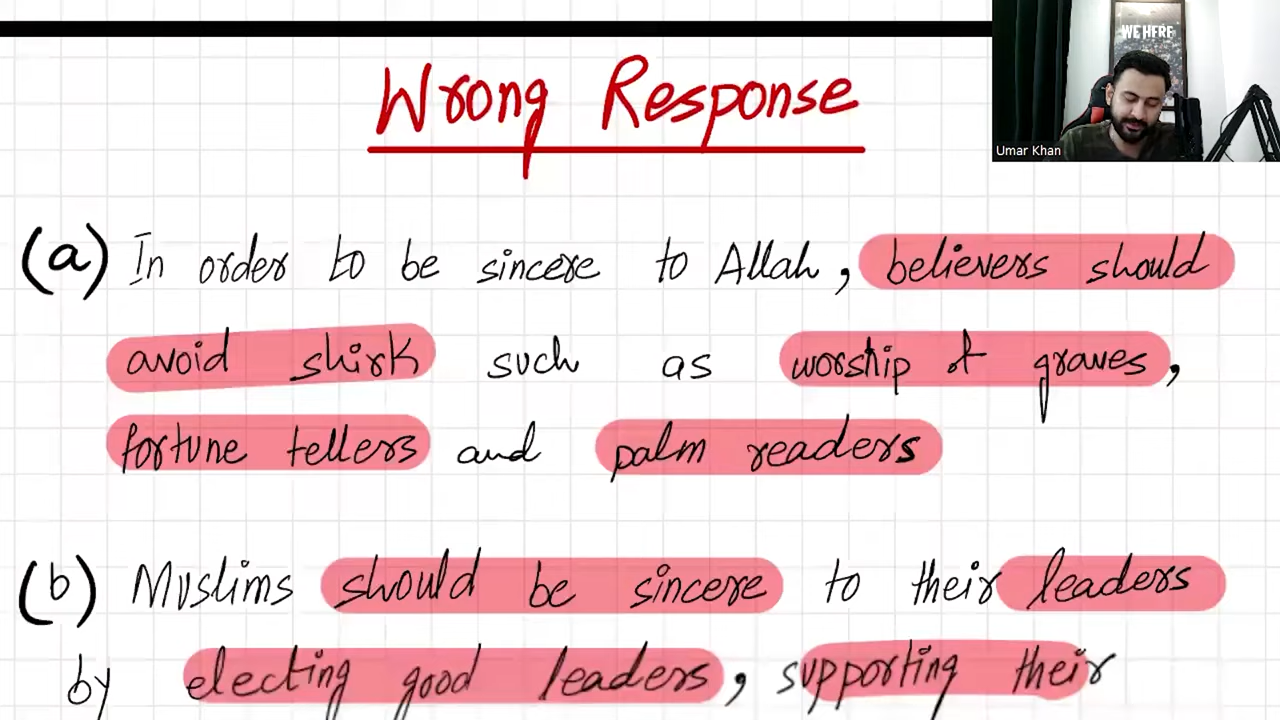 WE HERE
Umar Khan
Wrong Response
(a) In order to be sincere to Allah, believers should
avoid shirk such as worship of graves,
fortune tellers and palm readers
(b) Muslims should be sincere to their leaders
by electing good leaders, supporting their